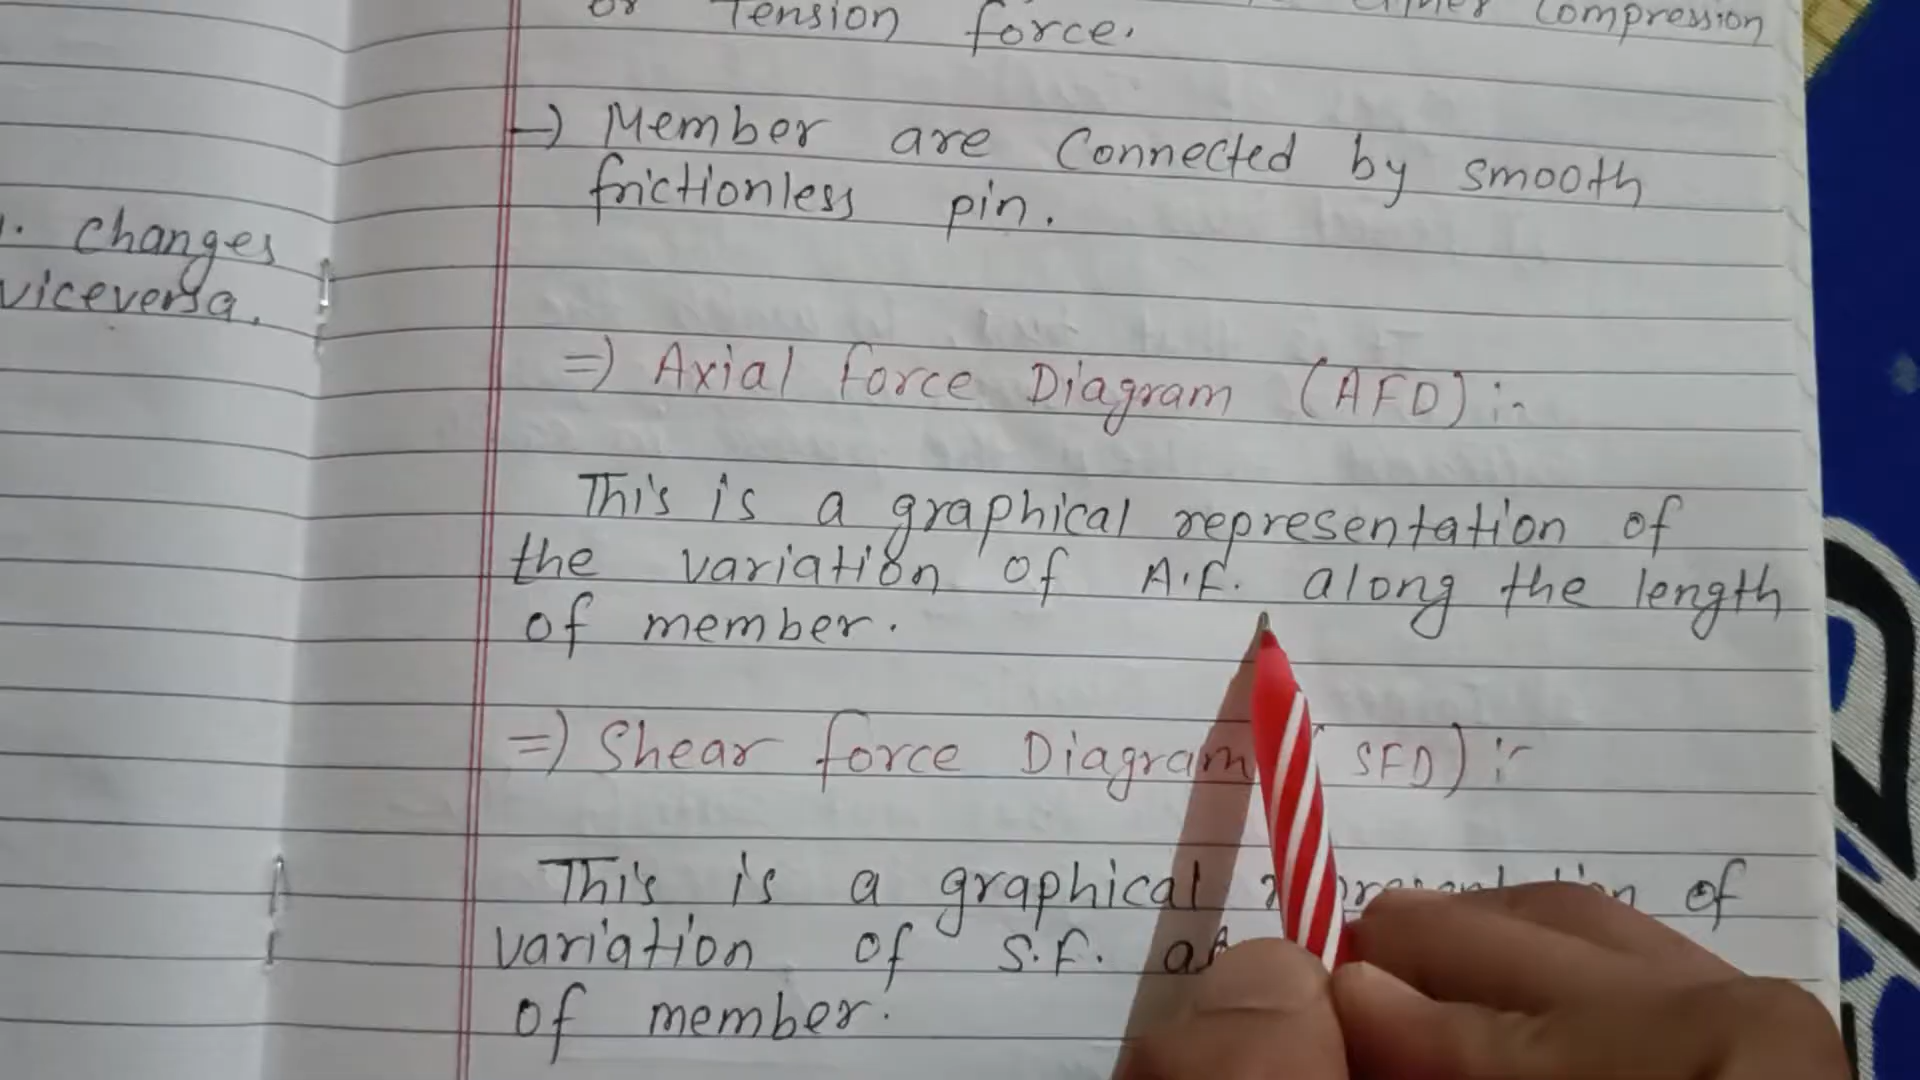 or Tension force.
Compression
→ Member are Connected by smooth
frictionless pin.
changes
viceversa.
⇒ Axial force Diagram (AFD) :-
This is a graphical representation of
the variation of A.F. along the length
of member.
⇒ Shear force Diagram (SFD) :-
This is a graphical of
variation of S.F.
of member.